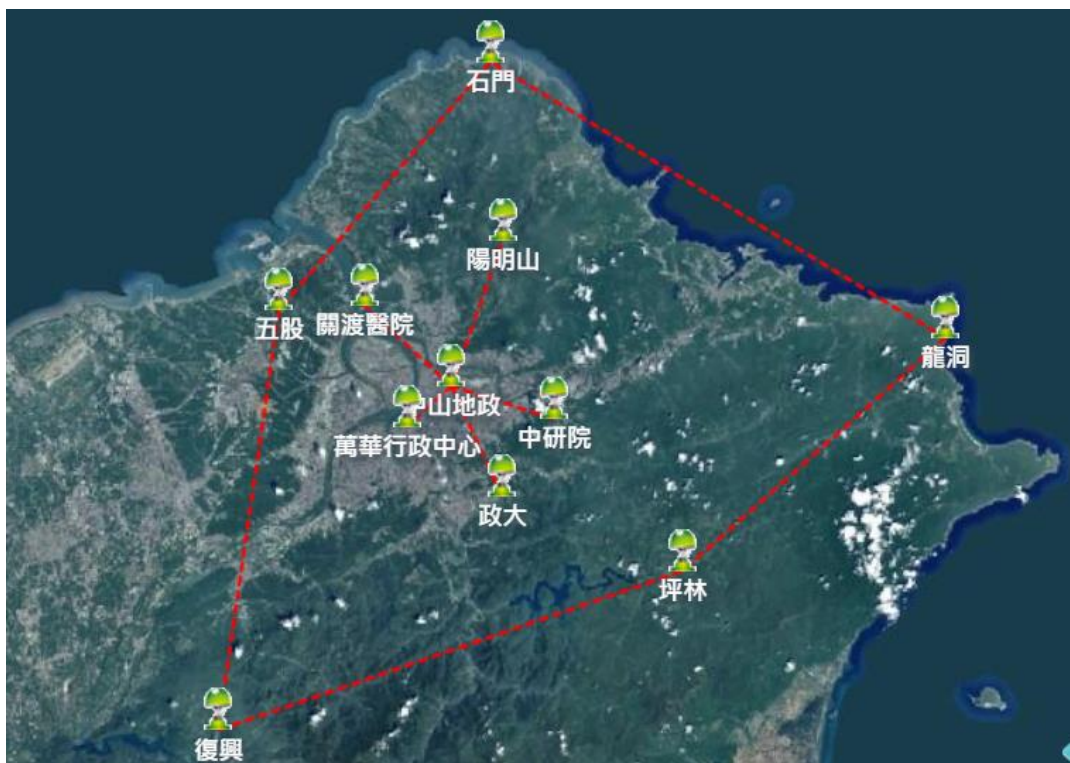 石門
陽明山
五股
關渡醫院
龍洞
山地政
萬華行政中心
中研院
政大
坪林
復興